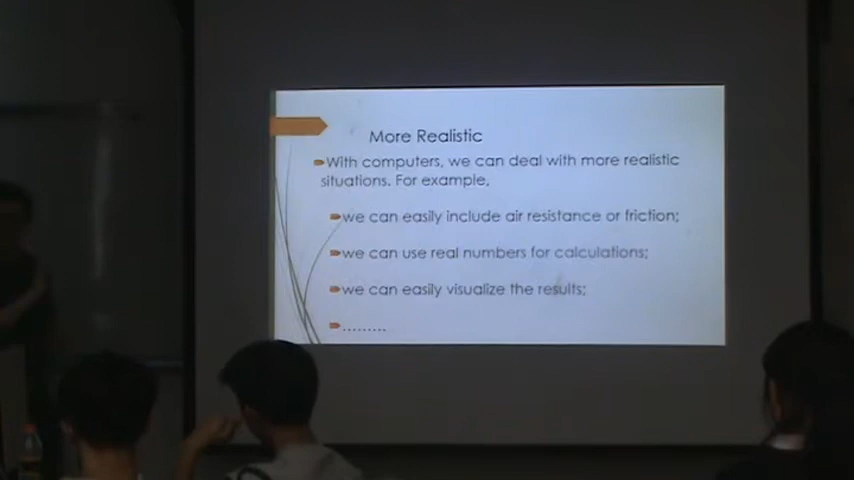 More Realistic
With computers, we can deal with more realistic
situations. For example,
we can easily include air resistance or friction;
we can use real numbers for calculations;
we can easily visualize the results;
.........